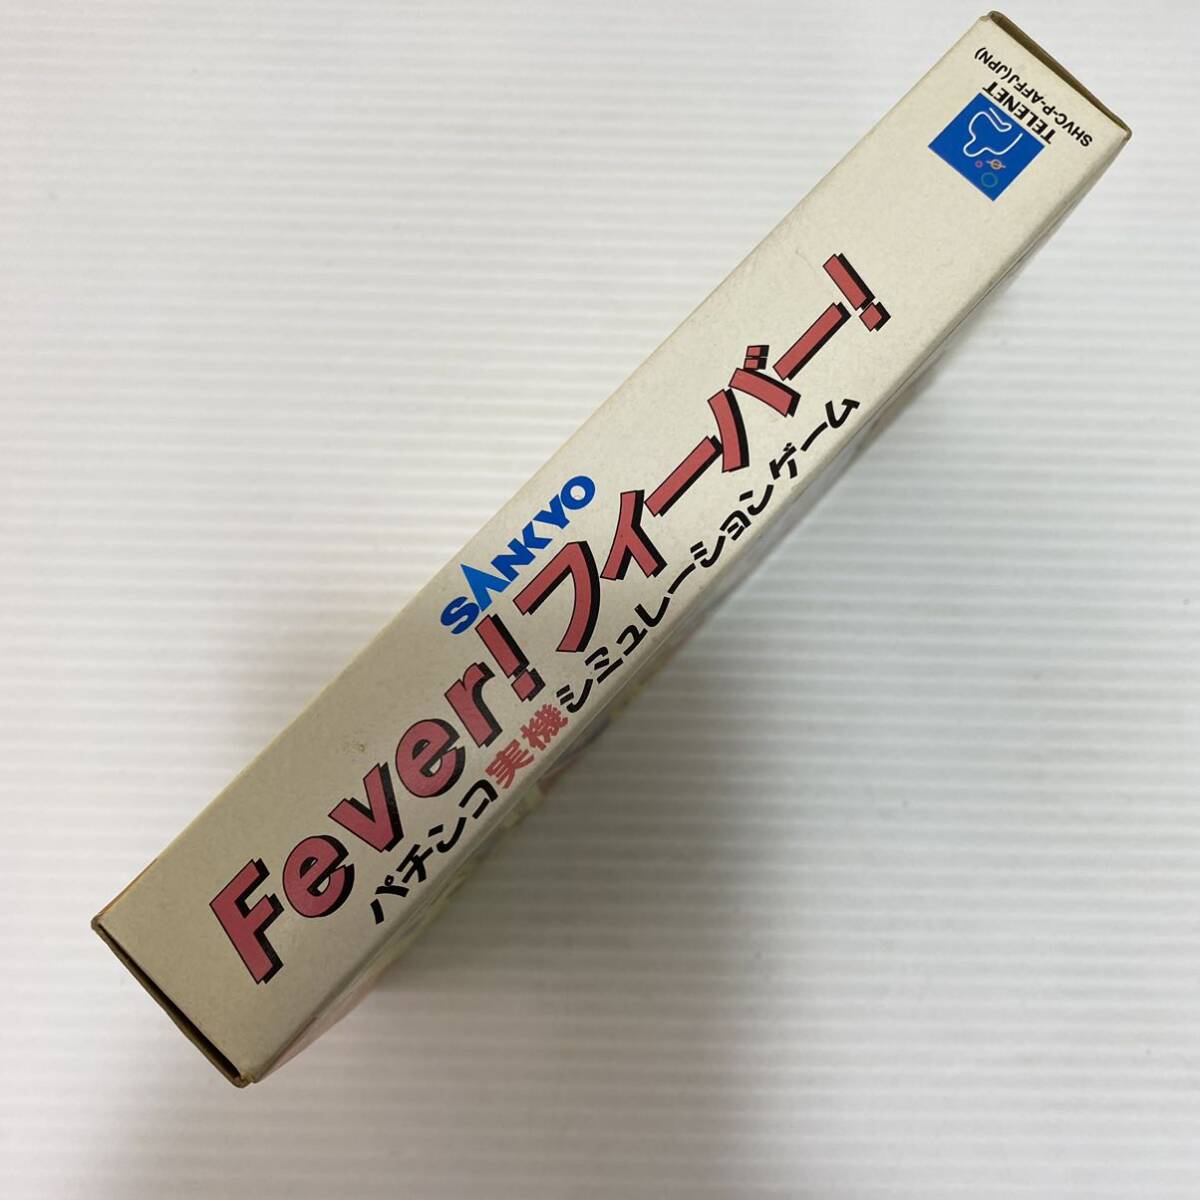 SANKYO
Fever!フィーバー!
パチンコ実機シミュレーションゲーム
TELENET
SHVC-P-AFFJ(JPN)